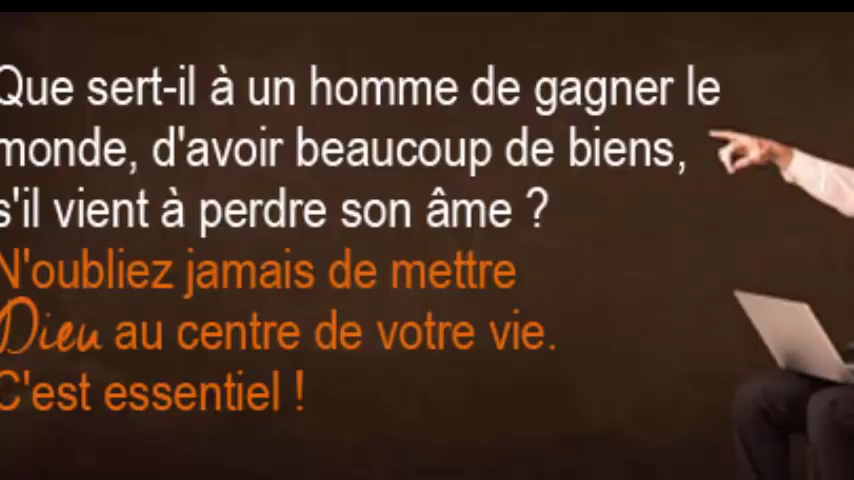 Que sert-il à un homme de gagner le
monde, d'avoir beaucoup de biens,
s'il vient à perdre son âme ?
N'oubliez jamais de mettre
Dieu au centre de votre vie.
C'est essentiel !